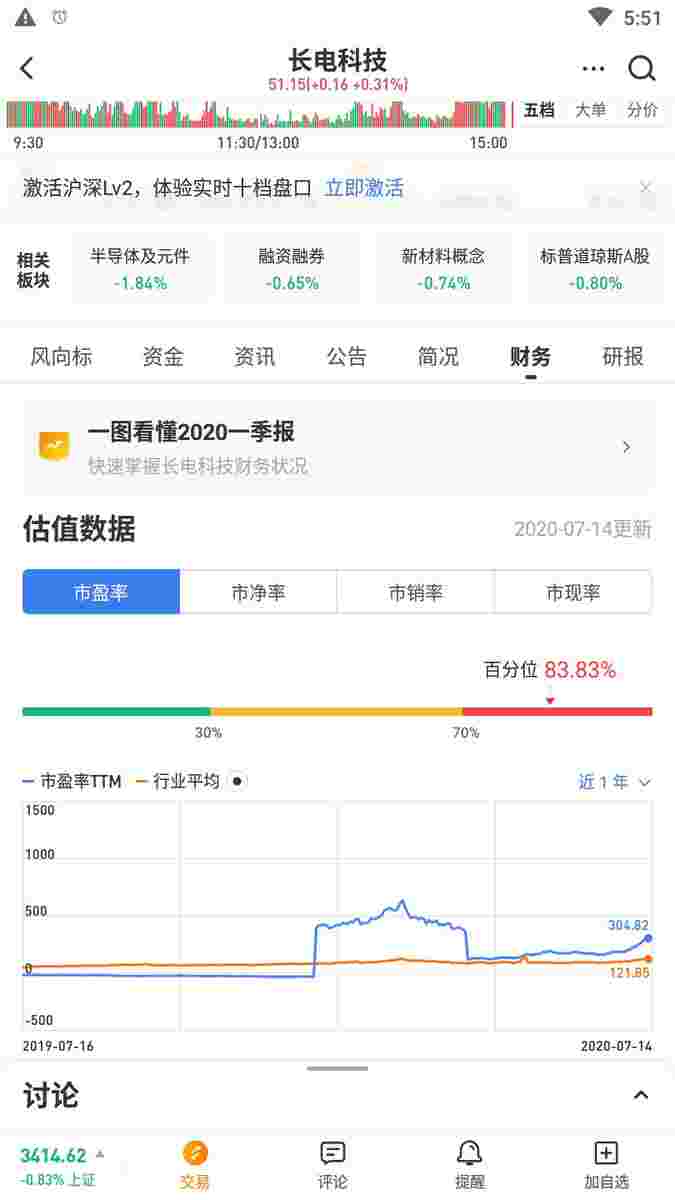 5:51
长电科技
51.15(+0.16 +0.31%)
五档 大单 分价
9:30 11:30/13:00 15:00
激活沪深Lv2，体验实时十档盘口 立即激活
相关板块
半导体及元件 融资融券 新材料概念 标普道琼斯A股
-1.84% -0.65% -0.74% -0.80%
风向标 资金 资讯 公告 简况 财务 研报
一图看懂2020一季报
快速掌握长电科技财务状况
估值数据 2020-07-14更新
市盈率 市净率 市销率 市现率
百分位 83.83%
30% 70%
市盈率TTM 行业平均 近1年
1500
1000
500
304.82
0
121.85
-500
2019-07-16 2020-07-14
讨论
3414.62
-0.83% 上证
交易 评论 提醒 加自选